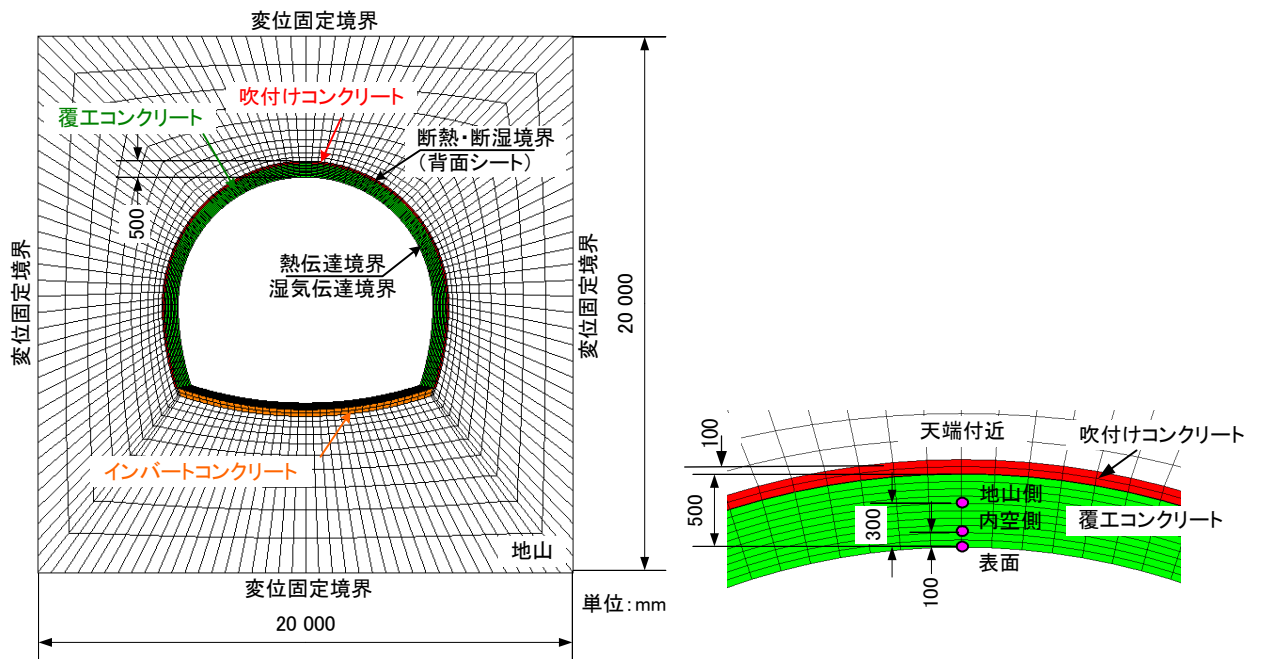 変位固定境界
吹付けコンクリート
覆工コンクリート
断熱・断湿境界
（背面シート）
500
熱伝達境界
湿気伝達境界
変位固定境界
変位固定境界
20 000
インバートコンクリート
地山
変位固定境界
単位：mm
20 000
天端付近
吹付けコンクリート
100
地山側
500
300
内空側
覆工コンクリート
表面
100